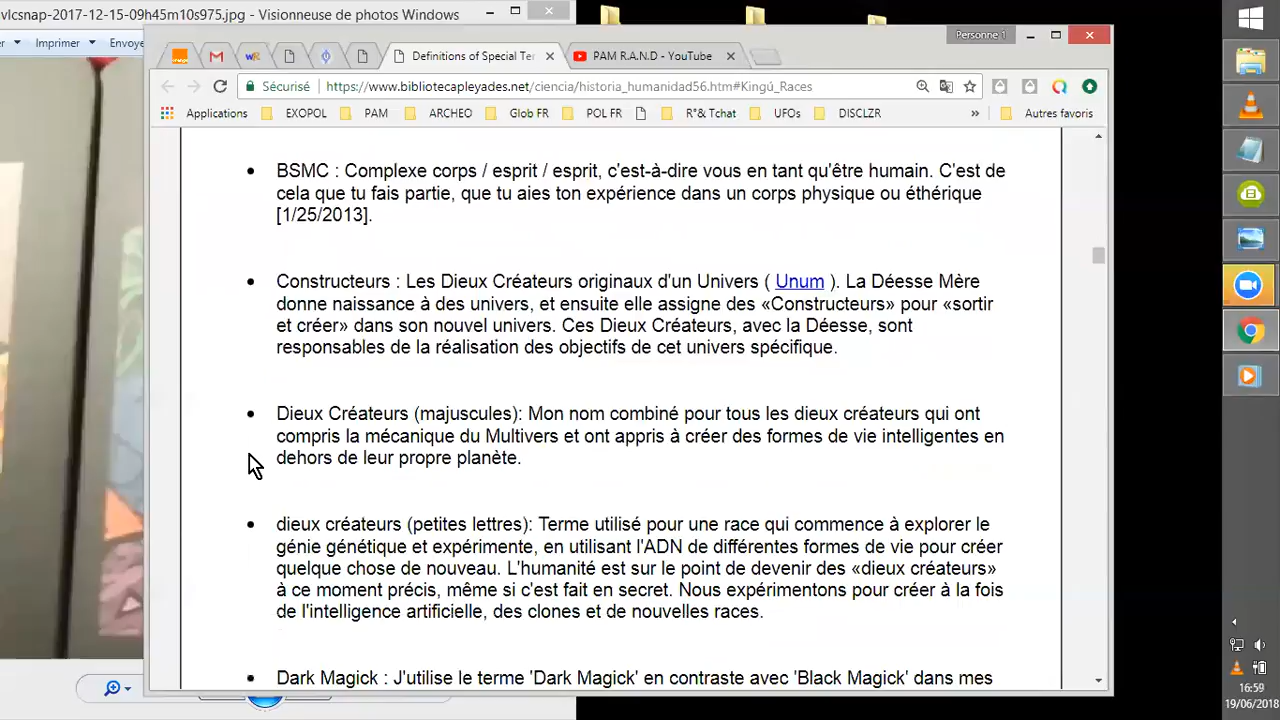 vlcsnap-2017-12-15-09h45m10s975.jpg - Visionneuse de photos Windows
Imprimer
Envoye
Personne 1
Definitions of Special Te
PAM R.A.N.D - YouTube
Sécurisé
https://www.bibliotecapleyades.net/ciencia/historia_humanidad56.htm#Kingú_Races
Applications EXOPOL PAM ARCHEO Glob FR POL FR R°& Tchat UFOs DISCLZR » Autres favoris
• BSMC : Complexe corps / esprit / esprit, c'est-à-dire vous en tant qu'être humain. C'est de
cela que tu fais partie, que tu aies ton expérience dans un corps physique ou éthérique
[1/25/2013].
• Constructeurs : Les Dieux Créateurs originaux d'un Univers ( Unum ). La Déesse Mère
donne naissance à des univers, et ensuite elle assigne des «Constructeurs» pour «sortir
et créer» dans son nouvel univers. Ces Dieux Créateurs, avec la Déesse, sont
responsables de la réalisation des objectifs de cet univers spécifique.
• Dieux Créateurs (majuscules): Mon nom combiné pour tous les dieux créateurs qui ont
compris la mécanique du Multivers et ont appris à créer des formes de vie intelligentes en
dehors de leur propre planète.
• dieux créateurs (petites lettres): Terme utilisé pour une race qui commence à explorer le
génie génétique et expérimente, en utilisant l'ADN de différentes formes de vie pour créer
quelque chose de nouveau. L'humanité est sur le point de devenir des «dieux créateurs»
à ce moment précis, même si c'est fait en secret. Nous expérimentons pour créer à la fois
de l'intelligence artificielle, des clones et de nouvelles races.
• Dark Magick : J'utilise le terme 'Dark Magick' en contraste avec 'Black Magick' dans mes
16:59
19/06/2018